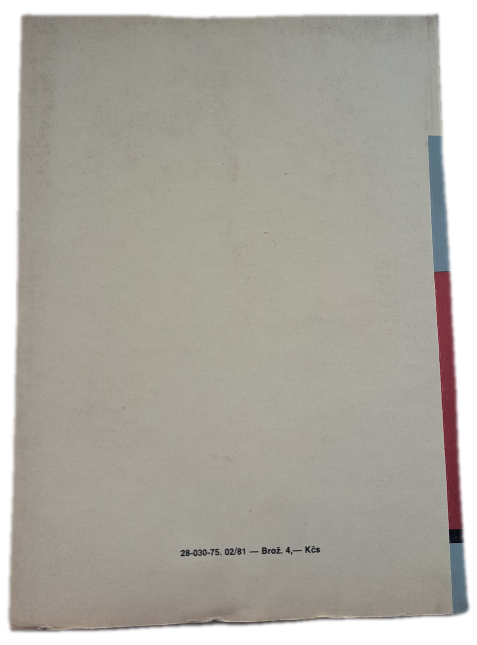 28-030-75. 02/81 — Brož. 4,— Kčs